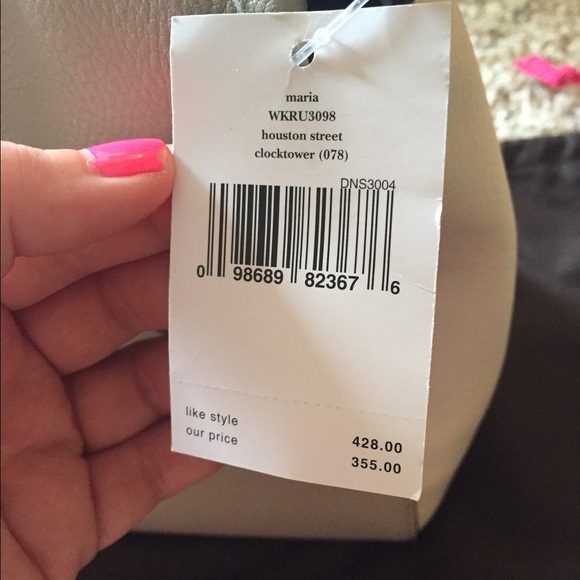 maria
WKRU3098
houston street
clocktower (078)
DNS3004
0 98689 82367 6
like style 428.00
our price 355.00